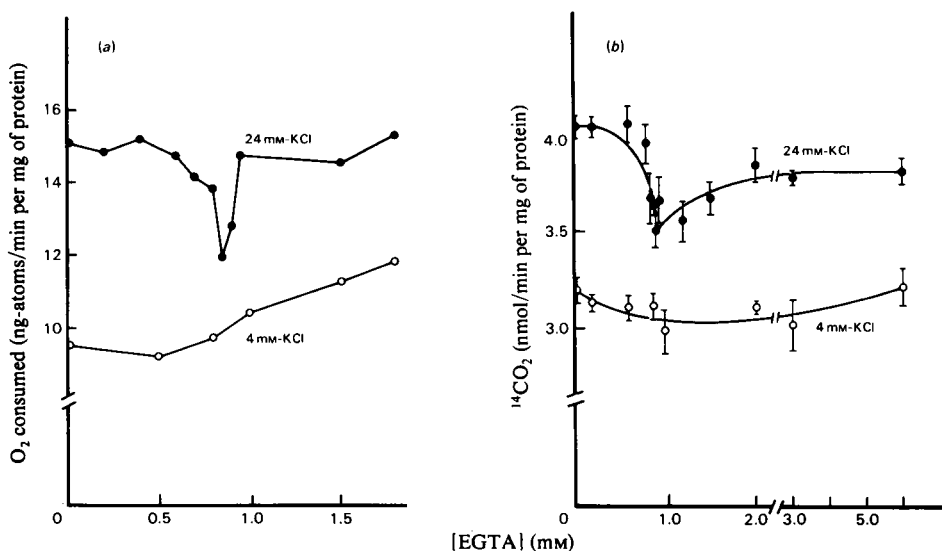 (a)
O₂ consumed (ng-atoms/min per mg of protein)
16
14
12
10
0
0.5
1.0
1.5
24 mM-KCl
4 mM-KCl
(b)
¹⁴CO₂ (nmol/min per mg of protein)
4.0
3.5
3.0
0
1.0
2.0
3.0
5.0
24 mM-KCl
4 mM-KCl
[EGTA] (mM)